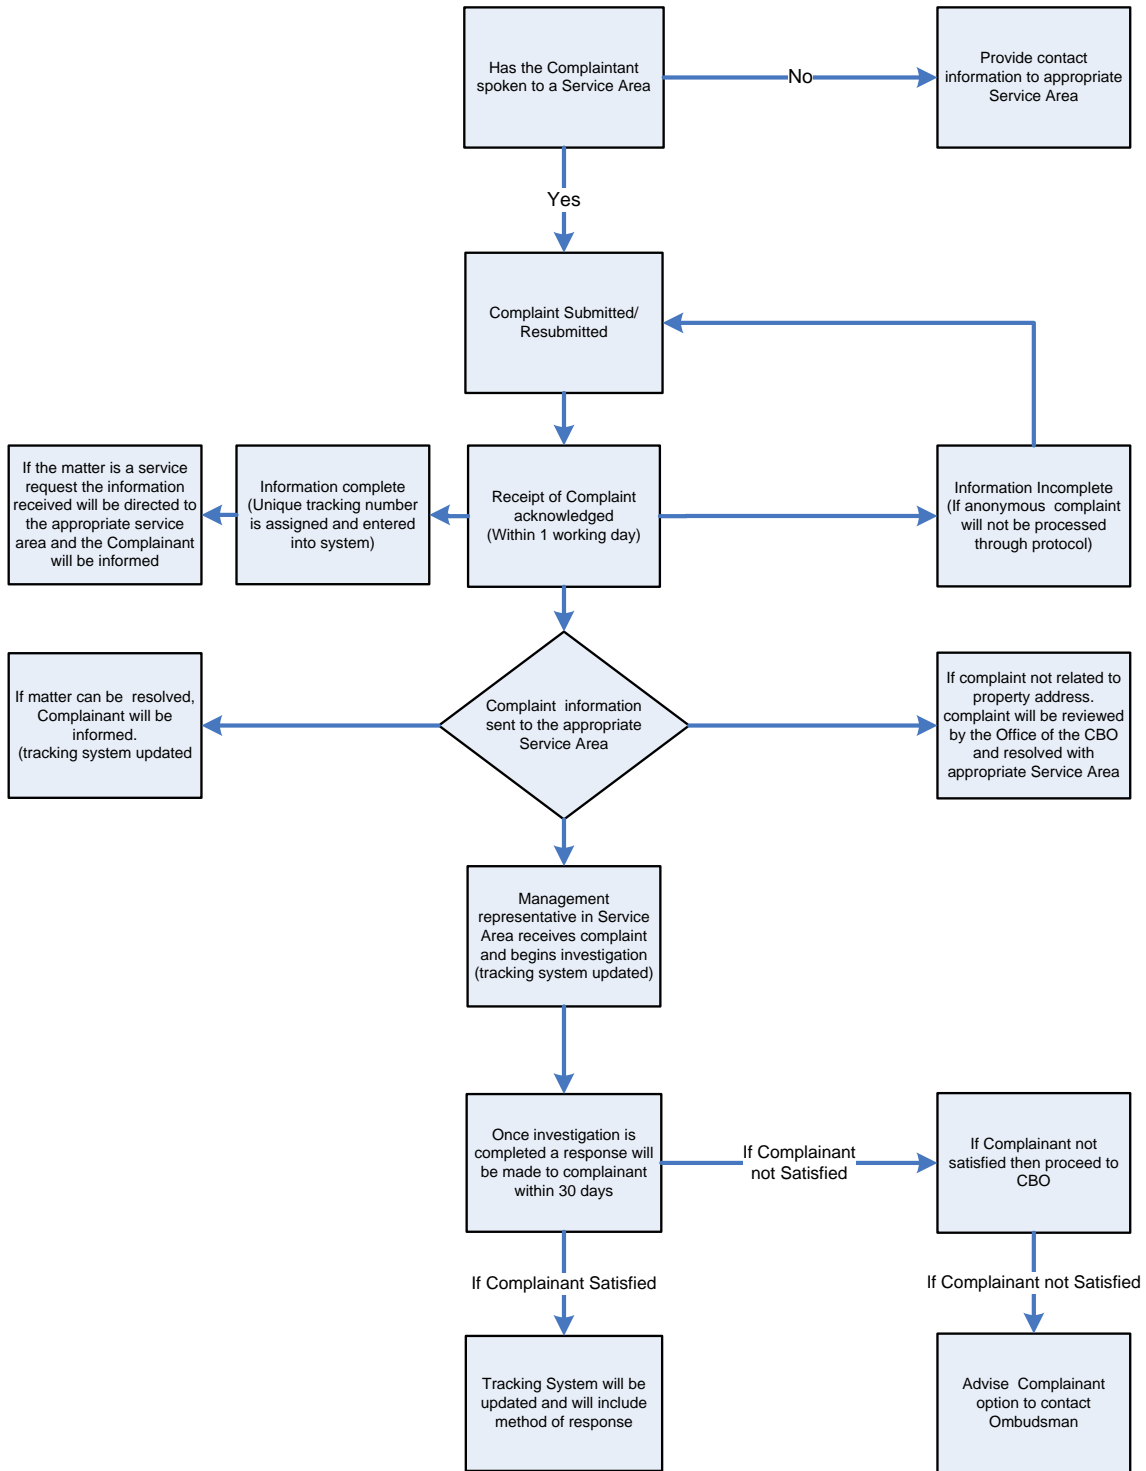 Has the Complaintant
spoken to a Service Area
No
Provide contact
information to appropriate
Service Area
Yes
Complaint Submitted/
Resubmitted
If the matter is a service
request the information
received will be directed to
the appropriate service
area and the Complainant
will be informed
Information complete
(Unique tracking number
is assigned and entered
into system)
Receipt of Complaint
acknowledged
(Within 1 working day)
Information Incomplete
(If anonymous complaint
will not be processed
through protocol)
If matter can be resolved,
Complainant will be
informed.
(tracking system updated
Complaint information
sent to the appropriate
Service Area
If complaint not related to
property address.
complaint will be reviewed
by the Office of the CBO
and resolved with
appropriate Service Area
Management
representative in Service
Area receives complaint
and begins investigation
(tracking system updated)
Once investigation is
completed a response will
be made to complainant
within 30 days
If Complainant
not Satisfied
If Complainant not
satisfied then proceed to
CBO
If Complainant Satisfied
If Complainant not Satisfied
Tracking System will be
updated and will include
method of response
Advise Complainant
option to contact
Ombudsman